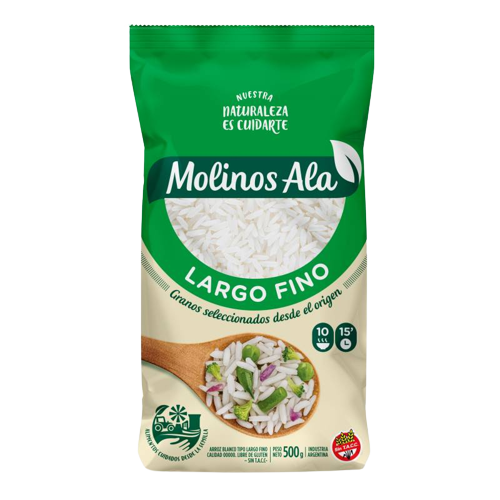 NUESTRA
NATURALEZA
ES CUIDARTE
Molinos Ala
LARGO FINO
Granos seleccionados desde el origen
10
15'
ALIMENTOS CUIDADOS DESDE LA SEMILLA
ARROZ BLANCO TIPO LARGO FINO
CALIDAD 00000. LIBRE DE GLUTEN
- SIN T.A.C.C.-
PESO
NETO
500g
INDUSTRIA
ARGENTINA
Sin T.A.C.C.